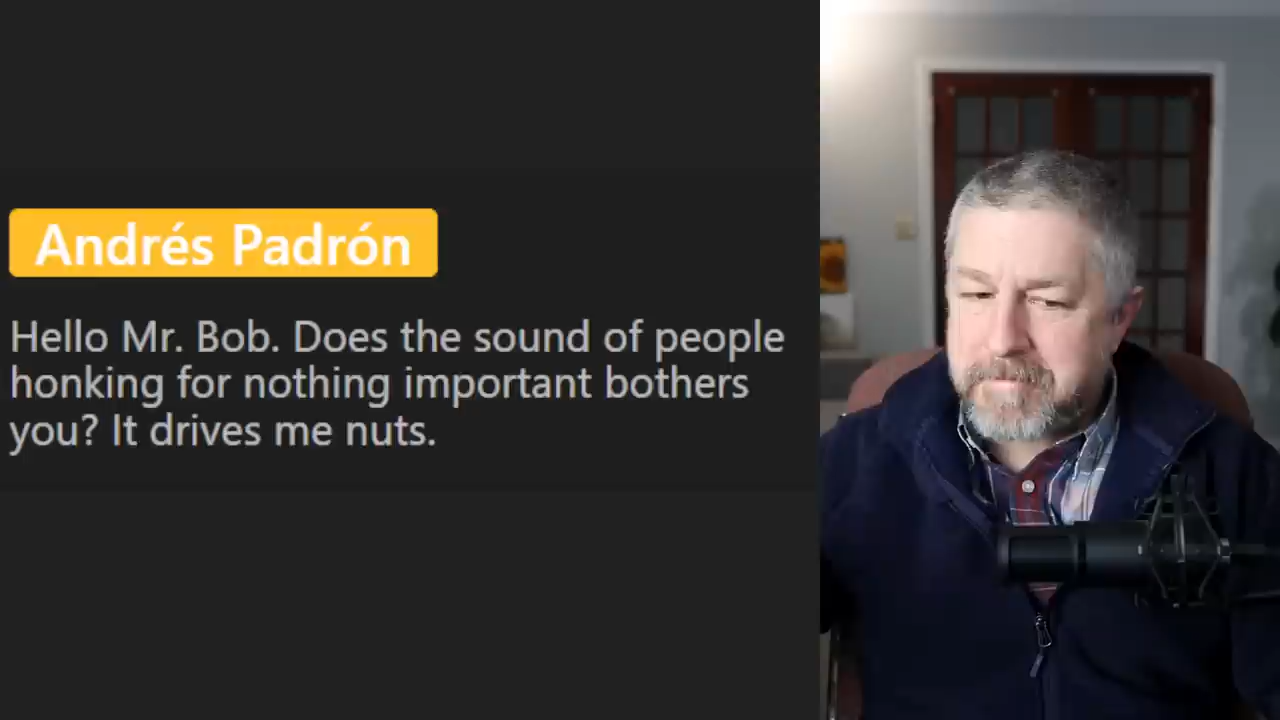 Andrés Padrón
Hello Mr. Bob. Does the sound of people
honking for nothing important bothers
you? It drives me nuts.